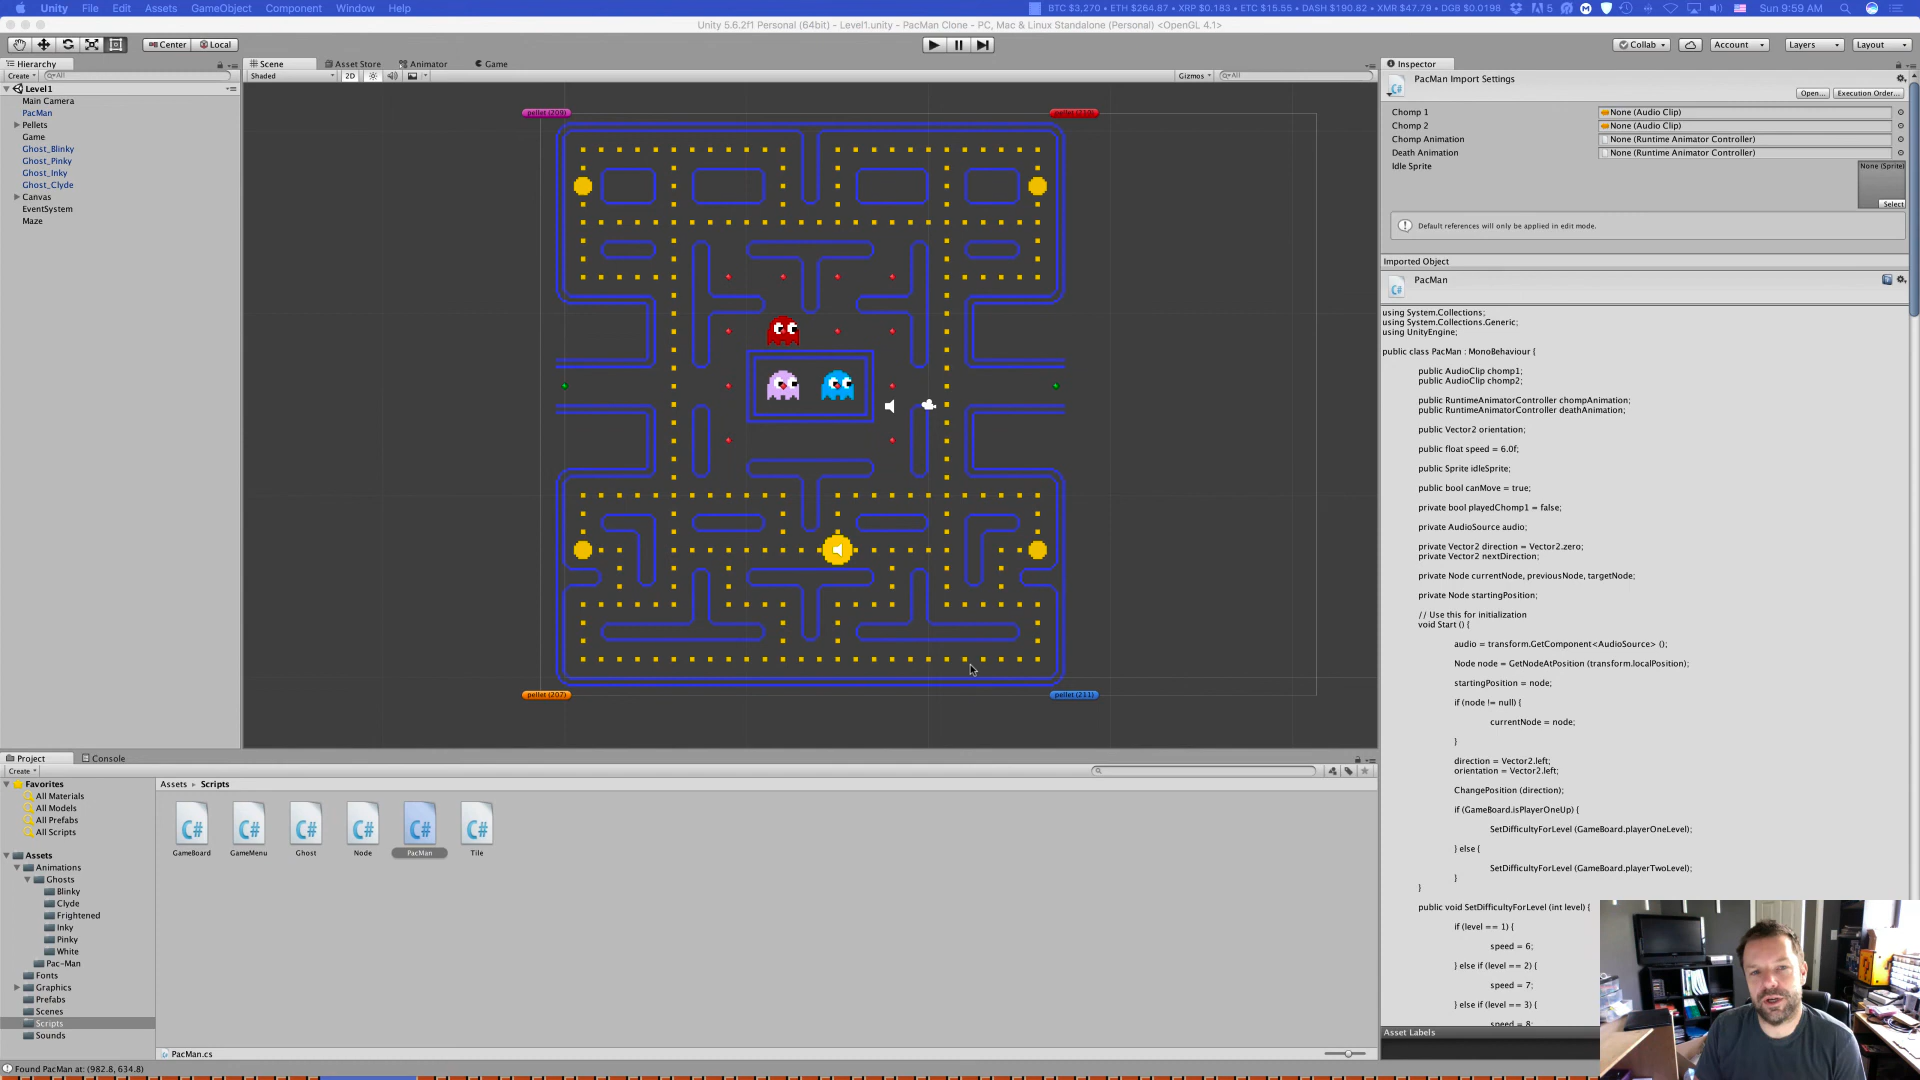 Unity File Edit Assets GameObject Component Window Help
BTC $3,270 • ETH $264.87 • XRP $0.183 • ETC $15.55 • DASH $190.82 • XMR $47.79 • DGB $0.0198
5
Sun 9:59 AM
Unity 5.6.2f1 Personal (64bit) - Level1.unity - PacMan Clone - PC, Mac & Linux Standalone (Personal) <OpenGL 4.1>
Center Local
Collab Account Layers Layout
Hierarchy
Create All
Level1
Main Camera
PacMan
Pellets
Game
Ghost_Blinky
Ghost_Pinky
Ghost_Inky
Ghost_Clyde
Canvas
EventSystem
Maze
Scene Asset Store Animator Game
Shaded 2D Gizmos All
pellet (209)
pellet (207)
pellet (211)
Inspector
PacMan Import Settings
Open... Execution Order...
Chomp 1 None (Audio Clip)
Chomp 2 None (Audio Clip)
Chomp Animation None (Runtime Animator Controller)
Death Animation None (Runtime Animator Controller)
Idle Sprite None (Sprite)
Select
Default references will only be applied in edit mode.
Imported Object
PacMan
using System.Collections;
using System.Collections.Generic;
using UnityEngine;
public class PacMan : MonoBehaviour {
public AudioClip chomp1;
public AudioClip chomp2;
public RuntimeAnimatorController chompAnimation;
public RuntimeAnimatorController deathAnimation;
public Vector2 orientation;
public float speed = 6.0f;
public Sprite idleSprite;
public bool canMove = true;
private bool playedChomp1 = false;
private AudioSource audio;
private Vector2 direction = Vector2.zero;
private Vector2 nextDirection;
private Node currentNode, previousNode, targetNode;
private Node startingPosition;
// Use this for initialization
void Start () {
audio = transform.GetComponent<AudioSource> ();
Node node = GetNodeAtPosition (transform.localPosition);
startingPosition = node;
if (node != null) {
currentNode = node;
}
direction = Vector2.left;
orientation = Vector2.left;
ChangePosition (direction);
if (GameBoard.isPlayerOneUp) {
SetDifficultyForLevel (GameBoard.playerOneLevel);
} else {
SetDifficultyForLevel (GameBoard.playerTwoLevel);
}
}
public void SetDifficultyForLevel (int level) {
if (level == 1) {
speed = 6;
} else if (level == 2) {
speed = 7;
} else if (level == 3) {
speed = 8;
Asset Labels
Project Console
Create
Favorites
All Materials
All Models
All Prefabs
All Scripts
Assets
Animations
Ghosts
Blinky
Clyde
Frightened
Inky
Pinky
White
Pac-Man
Fonts
Graphics
Prefabs
Scenes
Scripts
Sounds
Assets ▸ Scripts
GameBoard GameMenu Ghost Node PacMan Tile
PacMan.cs
Found PacMan at: (982.8, 634.8)